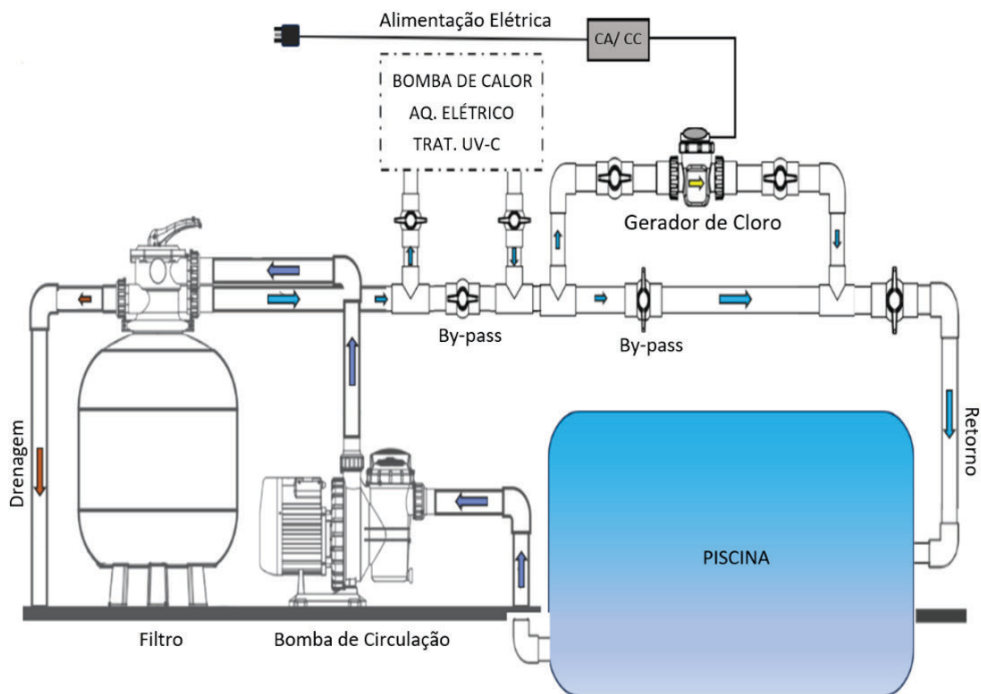 Alimentação Elétrica
CA/ CC
BOMBA DE CALOR
AQ. ELÉTRICO
TRAT. UV-C
Gerador de Cloro
By-pass
By-pass
Drenagem
Retorno
PISCINA
Filtro
Bomba de Circulação